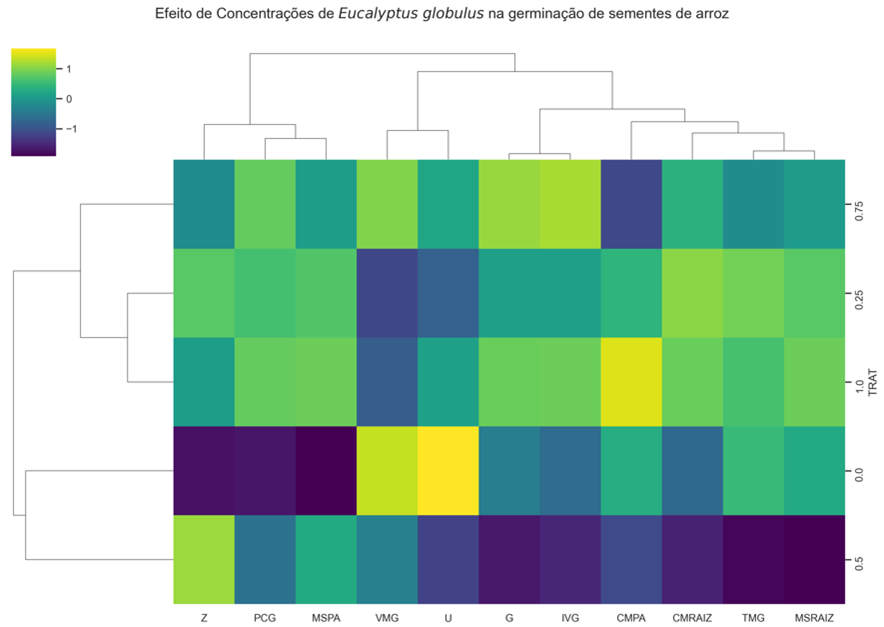 Efeito de Concentrações de Eucalyptus globulus na germinação de sementes de arroz
1
0
−1
0.75
0.25
1.0
0.0
0.5
TRAT
Z PCG MSPA VMG U G IVG CMPA CMRAIZ TMG MSRAIZ